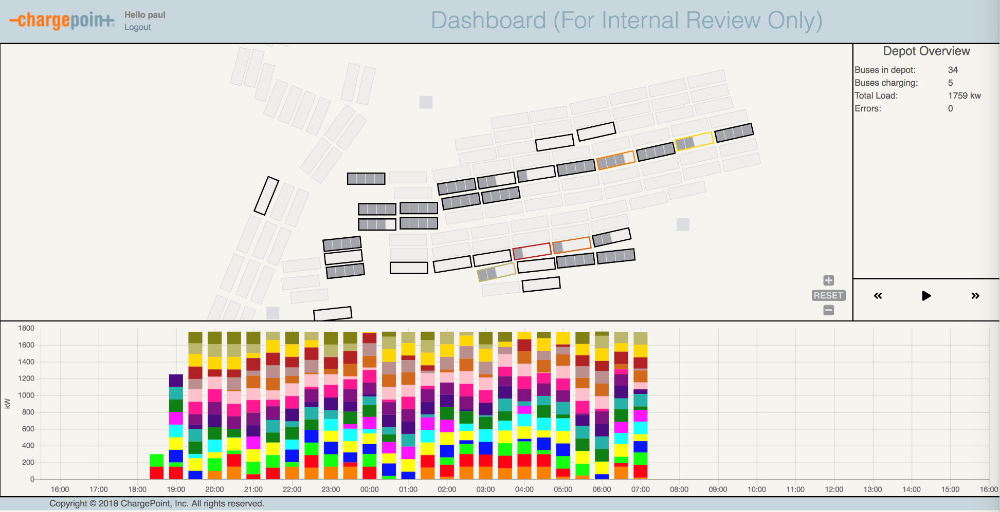 chargepoint
Hello paul
Logout
Dashboard (For Internal Review Only)
Depot Overview
Buses in depot: 34
Buses charging: 5
Total Load: 1759 kw
Errors: 0
+
RESET
−
1800
1600
1400
1200
1000
800
600
400
200
0
kW
16:00 17:00 18:00 19:00 20:00 21:00 22:00 23:00 00:00 01:00 02:00 03:00 04:00 05:00 06:00 07:00 08:00 09:00 10:00 11:00 12:00 13:00 14:00 15:00 16:00
Copyright © 2018 ChargePoint, Inc. All rights reserved.